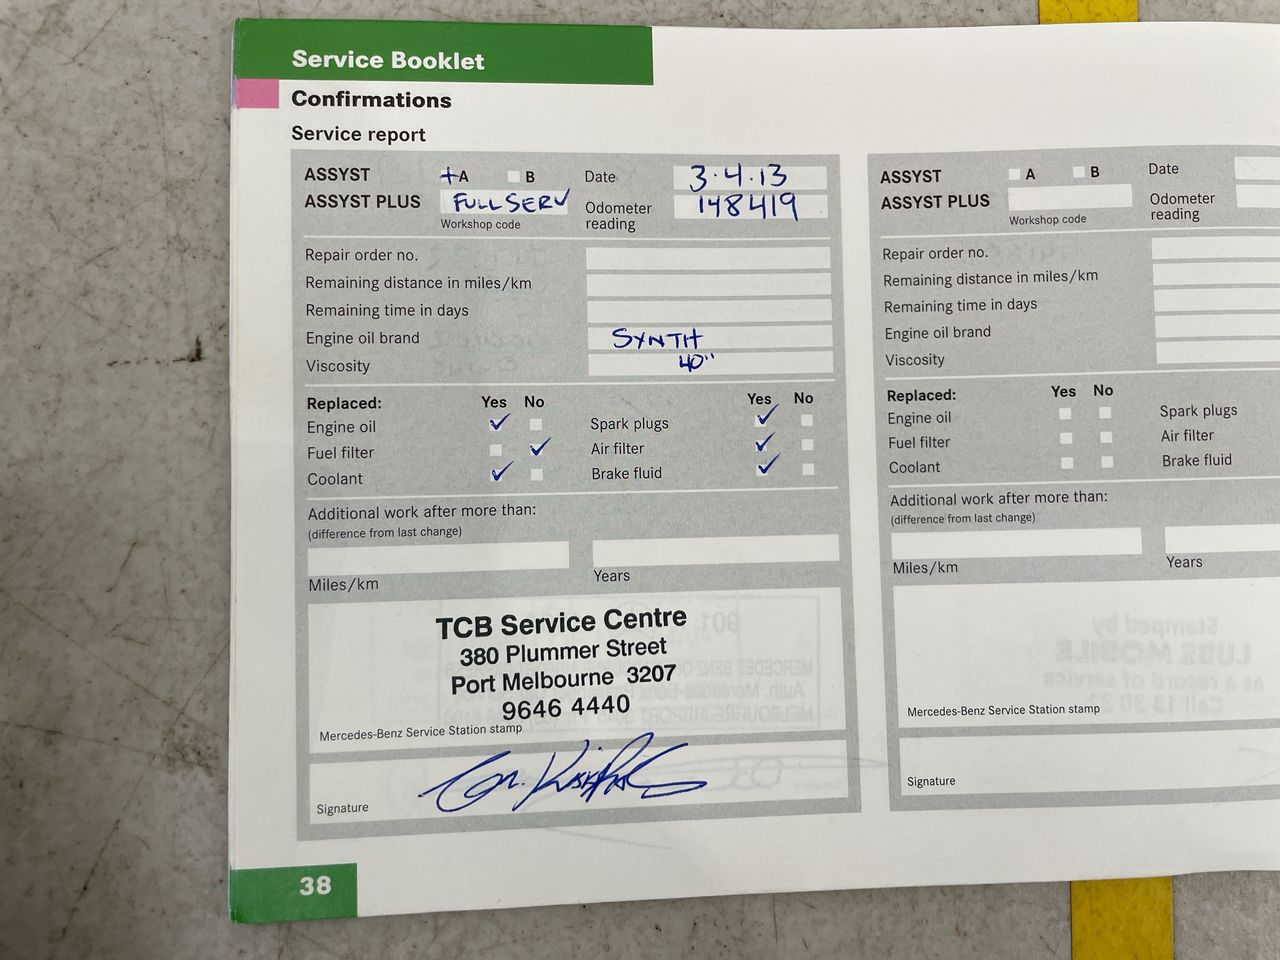 Service Booklet
Confirmations
Service report
ASSYST +A B Date 3.4.13
ASSYST PLUS FULL SERV Odometer reading 148419
Workshop code
Repair order no.
Remaining distance in miles/km
Remaining time in days
Engine oil brand SYNTH
Viscosity 40"
Replaced: Yes No Yes No
Engine oil ✓ Spark plugs ✓
Fuel filter ✓ Air filter ✓
Coolant ✓ Brake fluid ✓
Additional work after more than:
(difference from last change)
Miles/km Years
TCB Service Centre
380 Plummer Street
Port Melbourne 3207
9646 4440
Mercedes-Benz Service Station stamp
Signature
38
ASSYST A B Date
ASSYST PLUS Odometer reading
Workshop code
Repair order no.
Remaining distance in miles/km
Remaining time in days
Engine oil brand
Viscosity
Replaced: Yes No
Engine oil Spark plugs
Fuel filter Air filter
Coolant Brake fluid
Additional work after more than:
(difference from last change)
Miles/km Years
Mercedes-Benz Service Station stamp
Signature